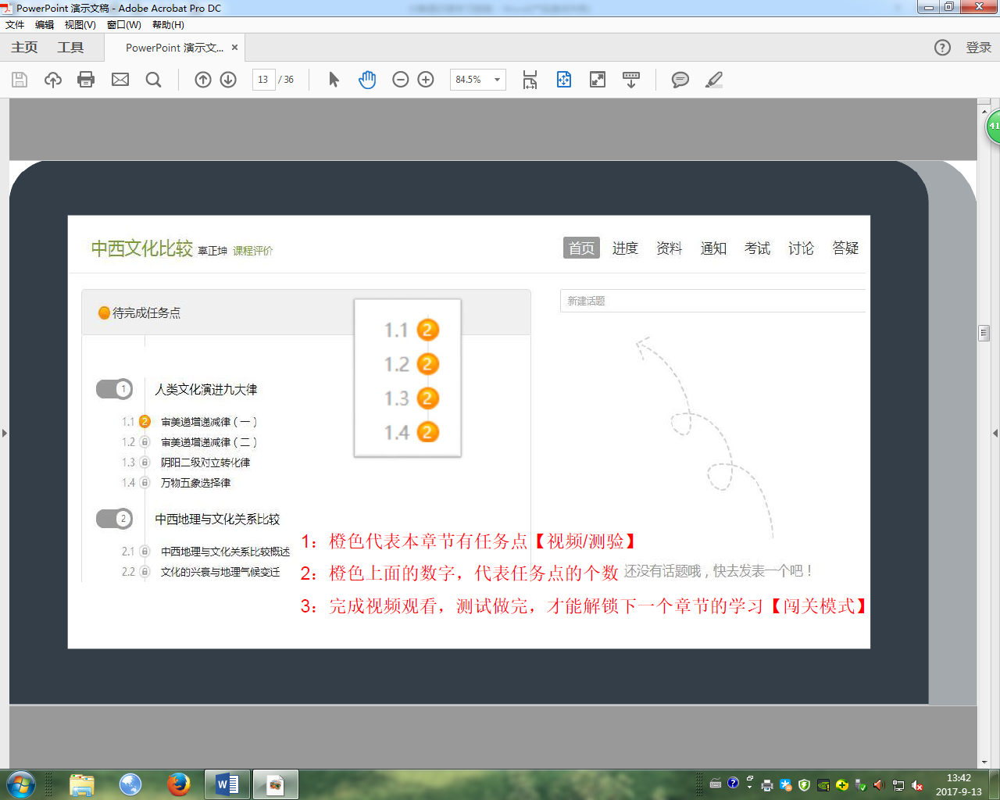 PowerPoint 演示文稿 - Adobe Acrobat Pro DC
文件 编辑 视图(V) 窗口(W) 帮助(H)
主页 工具 PowerPoint 演示文... × 登录
13 / 36 84.5%
41
中西文化比较 辜正坤 课程评价
首页 进度 资料 通知 考试 讨论 答疑
待完成任务点
新建话题
1.1 2
1.2 2
1.3 2
1.4 2
1 人类文化演进九大律
1.1 2 审美递增递减律（一）
1.2 审美递增递减律（二）
1.3 阴阳二级对立转化律
1.4 万物五象选择律
2 中西地理与文化关系比较
2.1 中西地理与文化关系比较概述
2.2 文化的兴衰与地理气候变迁
1：橙色代表本章节有任务点【视频/测验】
2：橙色上面的数字，代表任务点的个数
还没有话题哦，快去发表一个吧！
3：完成视频观看，测试做完，才能解锁下一个章节的学习【闯关模式】
13:42
2017-9-13